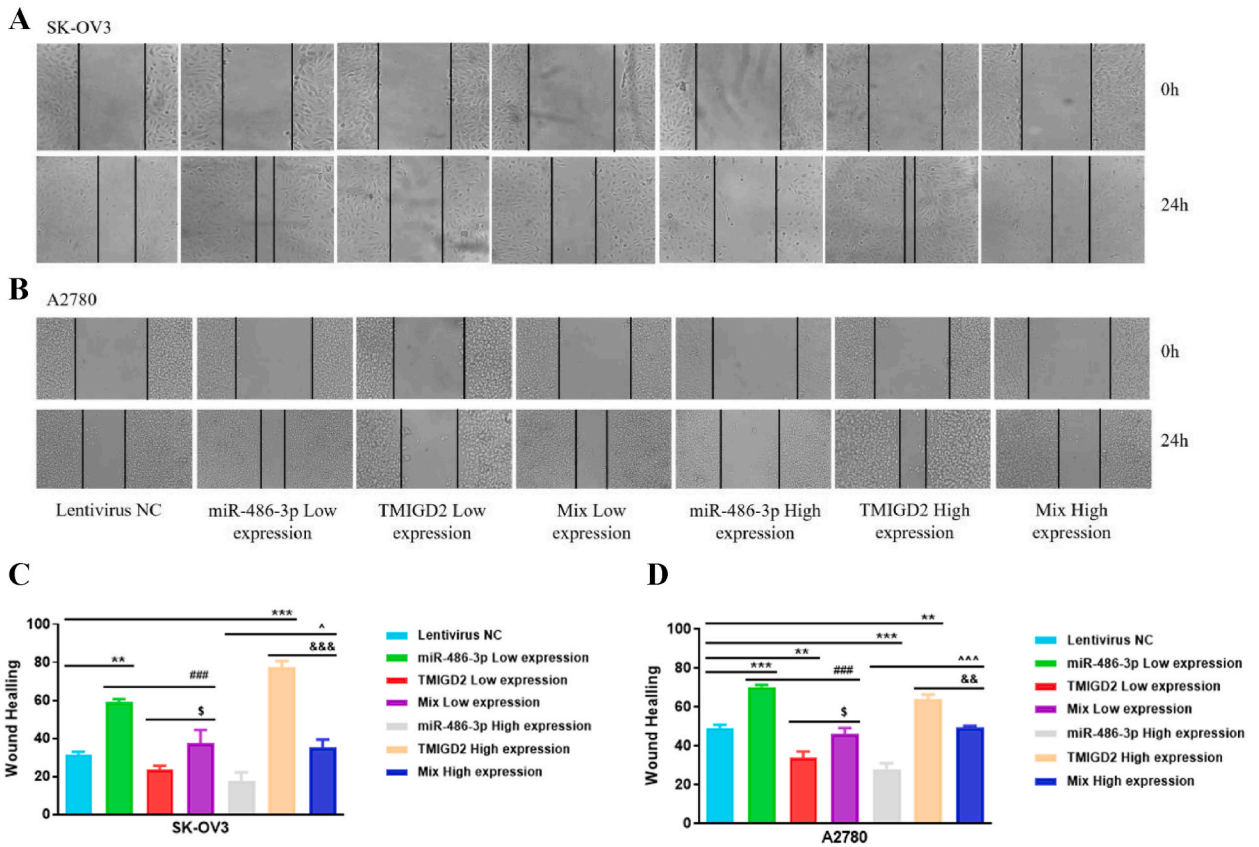 A
SK-OV3
0h
24h
B
A2780
0h
24h
Lentivirus NC
miR-486-3p Low
expression
TMIGD2 Low
expression
Mix Low
expression
miR-486-3p High
expression
TMIGD2 High
expression
Mix High
expression
C
Wound Healling
100
80
60
40
20
0
**
###
$
***
^
&&&
SK-OV3
Lentivirus NC
miR-486-3p Low expression
TMIGD2 Low expression
Mix Low expression
miR-486-3p High expression
TMIGD2 High expression
Mix High expression
D
Wound Healling
100
80
60
40
20
0
**
***
**
***
###
$
^^^
&&
A2780
Lentivirus NC
miR-486-3p Low expression
TMIGD2 Low expression
Mix Low expression
miR-486-3p High expression
TMIGD2 High expression
Mix High expression